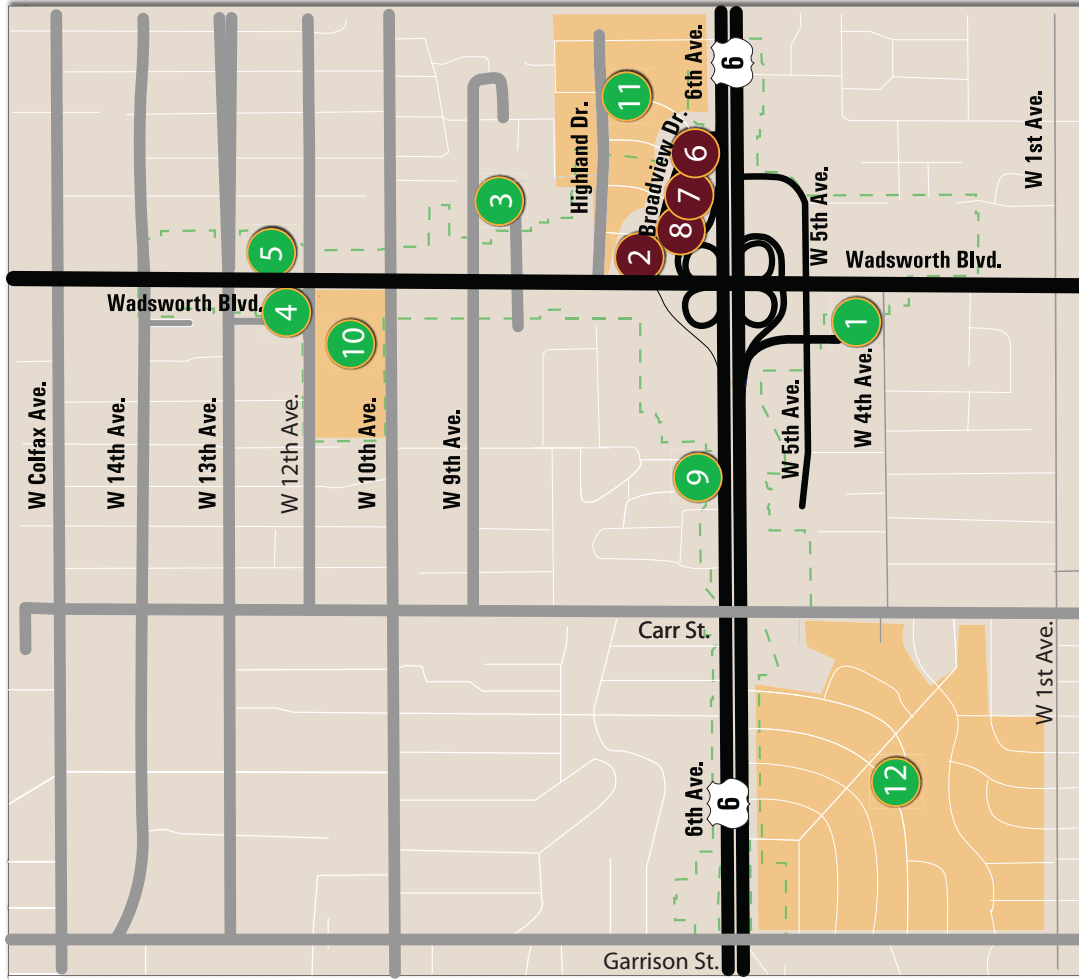 W Colfax Ave.
W 14th Ave.
W 13th Ave.
W 12th Ave.
W 10th Ave.
W 9th Ave.
Highland Dr.
Broadview Dr.
6th Ave.
6
W 5th Ave.
W 1st Ave.
Wadsworth Blvd.
Wadsworth Blvd.
W 5th Ave.
W 4th Ave.
Carr St.
W 1st Ave.
6th Ave.
6
Garrison St.
11
6
7
8
2
3
5
4
10
1
9
12